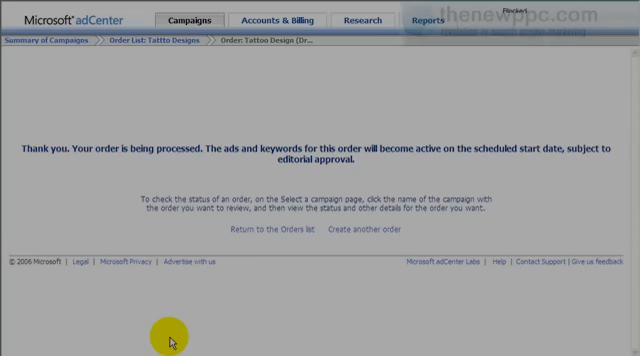 thenewppc.com
Blocked
Microsoft® adCenter
Campaigns
Accounts & Billing
Research
Reports
Summary of Campaigns
Order List: Tattto Designs
Order: Tattoo Design (Dr...
Thank you. Your order is being processed. The ads and keywords for this order will become active on the scheduled start date, subject to
editorial approval.
To check the status of an order, on the Select a campaign page, click the name of the campaign with
the order you want to review, and then view the status and other details for the order you want.
Return to the Orders list Create another order
© 2006 Microsoft | Legal | Microsoft Privacy | Advertise with us
Microsoft adCenter Labs | Help | Contact Support | Give us feedback